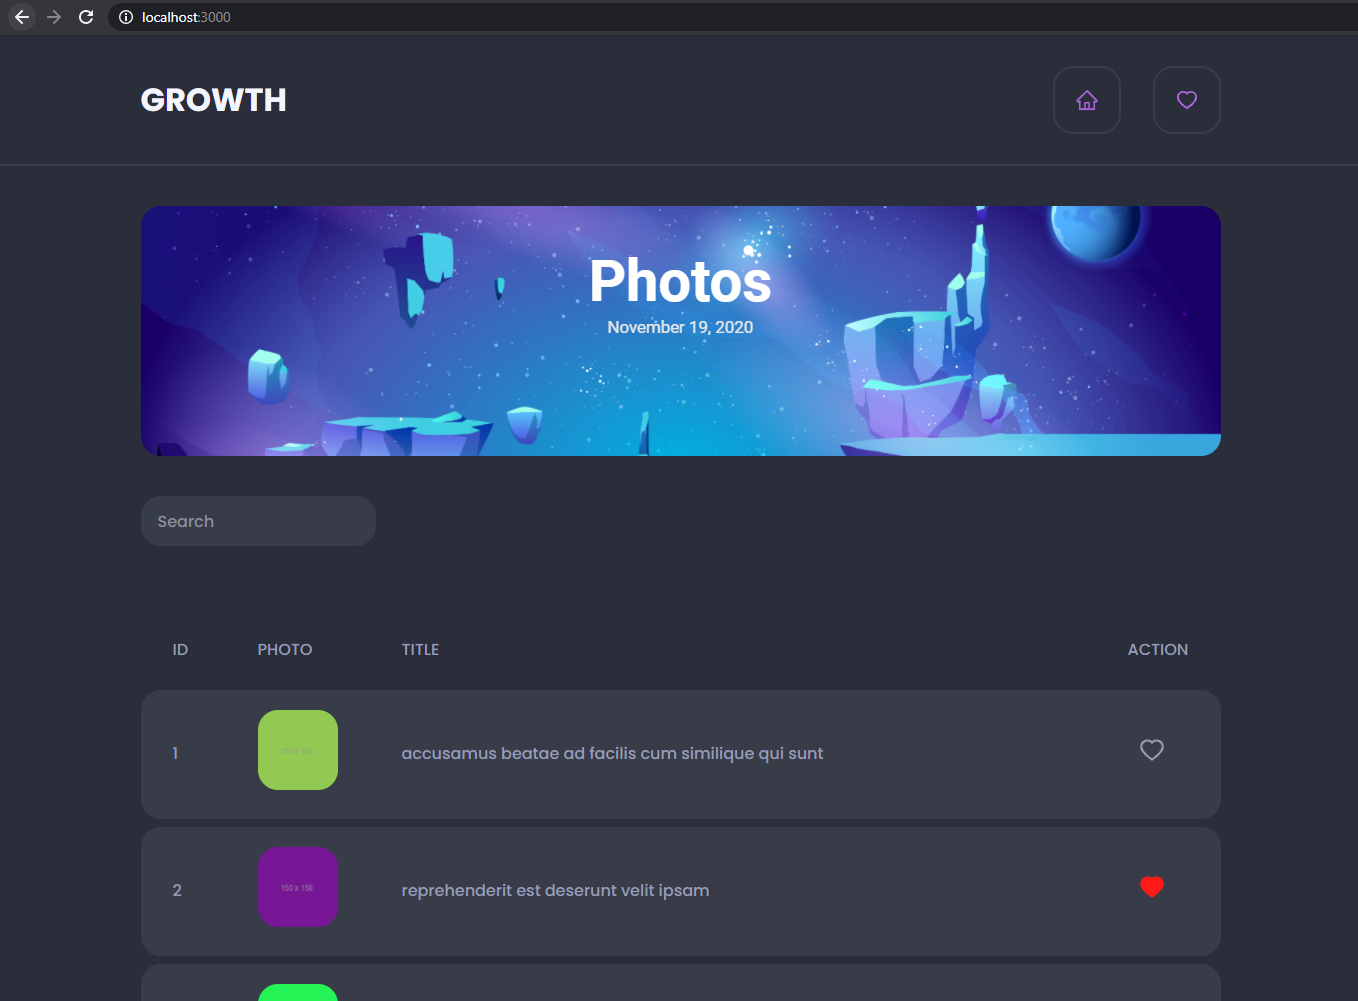 localhost:3000
GROWTH
Photos
November 19, 2020
Search
ID PHOTO TITLE ACTION
1 150 x 150 accusamus beatae ad facilis cum similique qui sunt
2 150 x 150 reprehenderit est deserunt velit ipsam